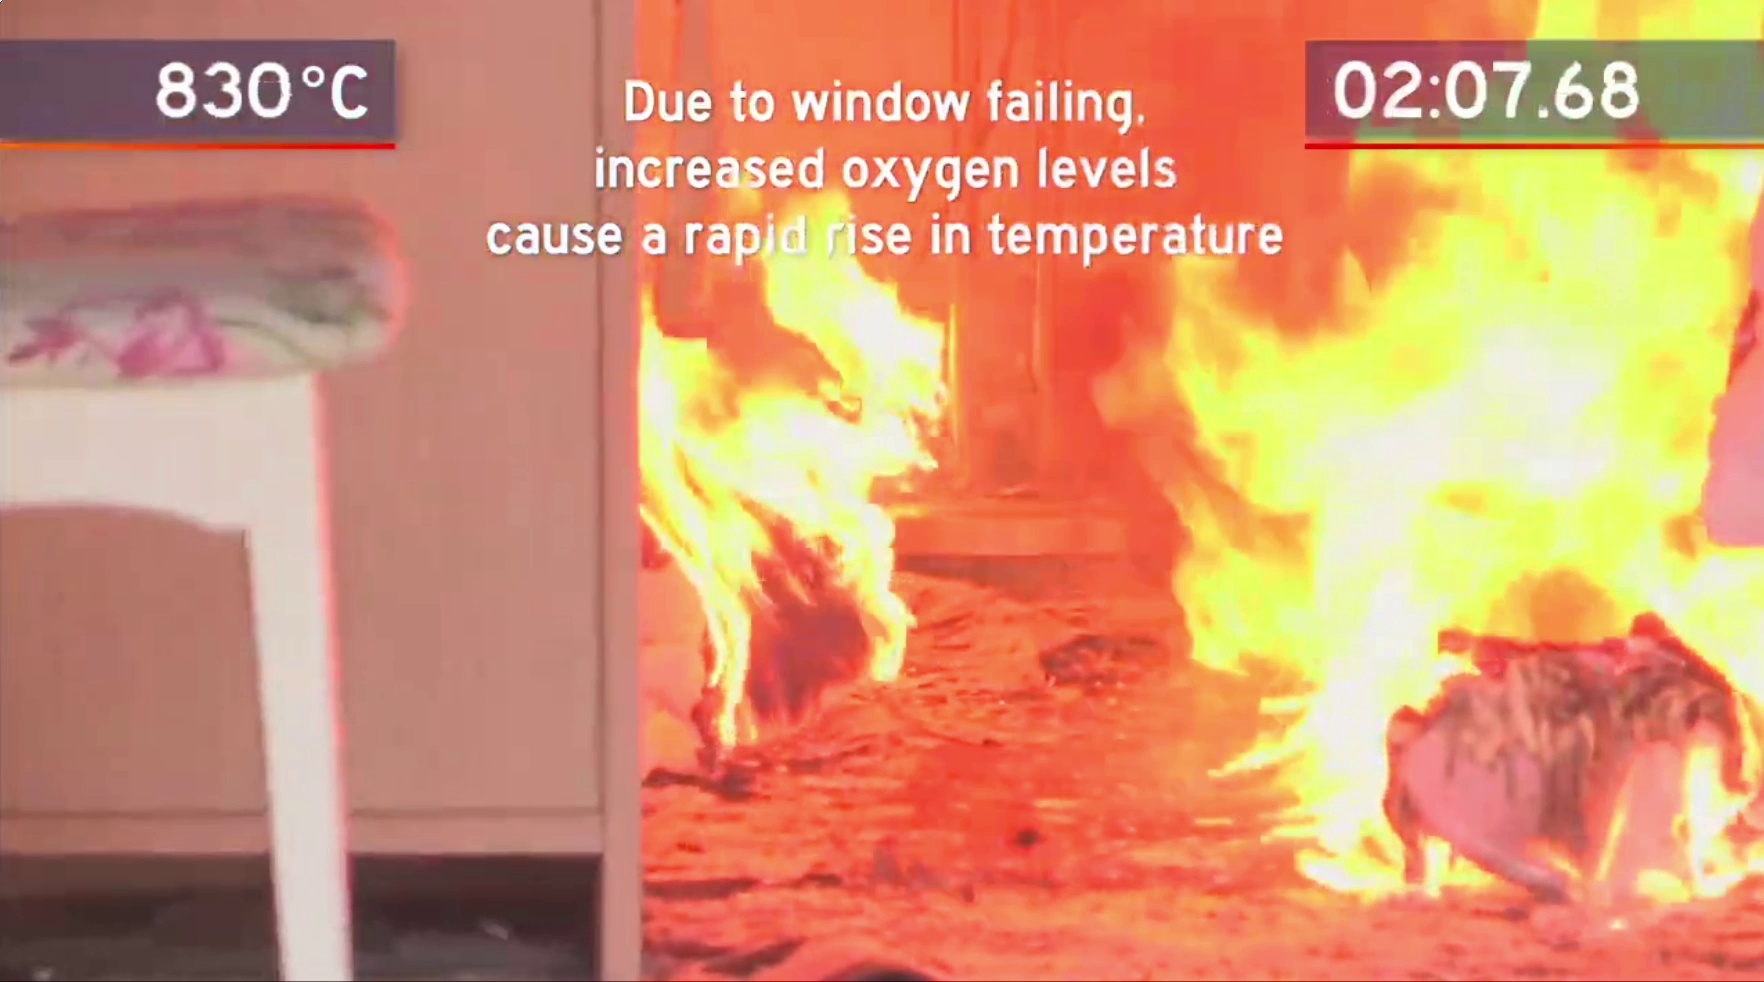 830°C
02:07.68
Due to window failing,
increased oxygen levels
cause a rapid rise in temperature